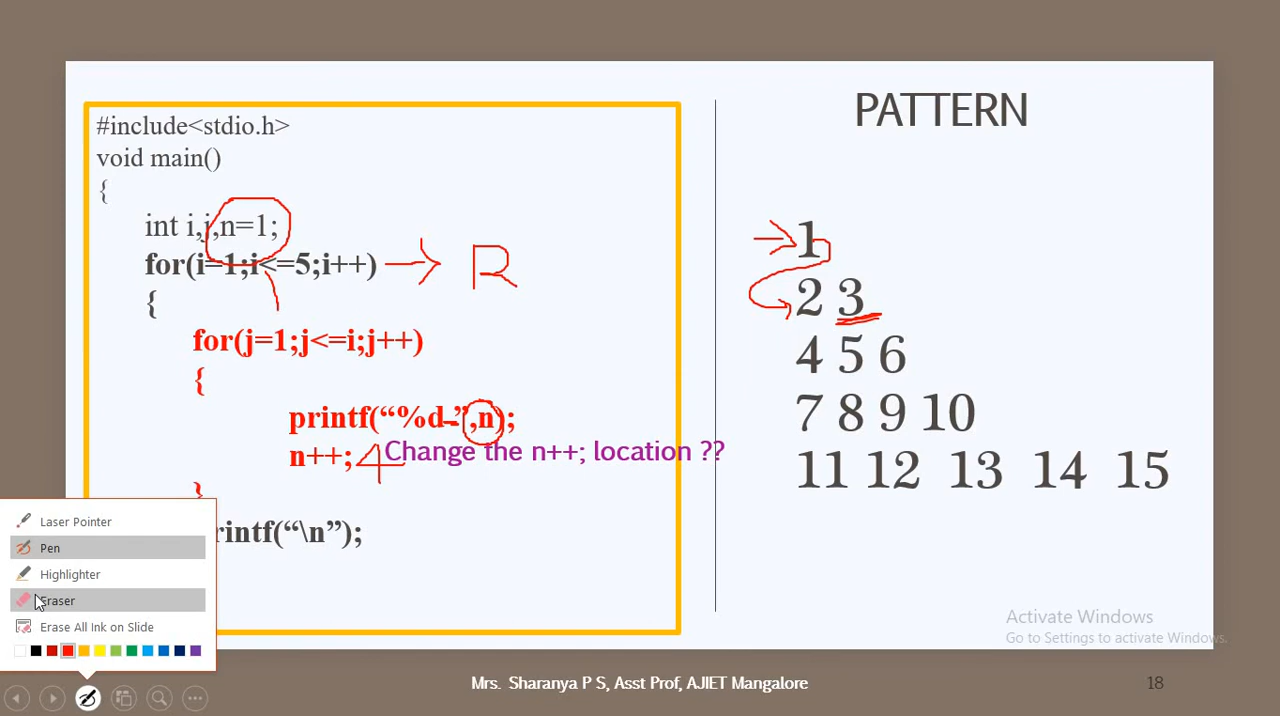 PATTERN
#include<stdio.h>
void main()
{
int i,j,n=1;
for(i=1;i<=5;i++)
R
{
for(j=1;j<=i;j++)
{
printf(“%d ”,n);
n++;
4
Change the n++; location ??
}
rintf(“\n”);
1
2 3
4 5 6
7 8 9 10
11 12 13 14 15
Laser Pointer
Pen
Highlighter
Eraser
Erase All Ink on Slide
Activate Windows
Go to Settings to activate Windows.
Mrs. Sharanya P S, Asst Prof, AJIET Mangalore
18